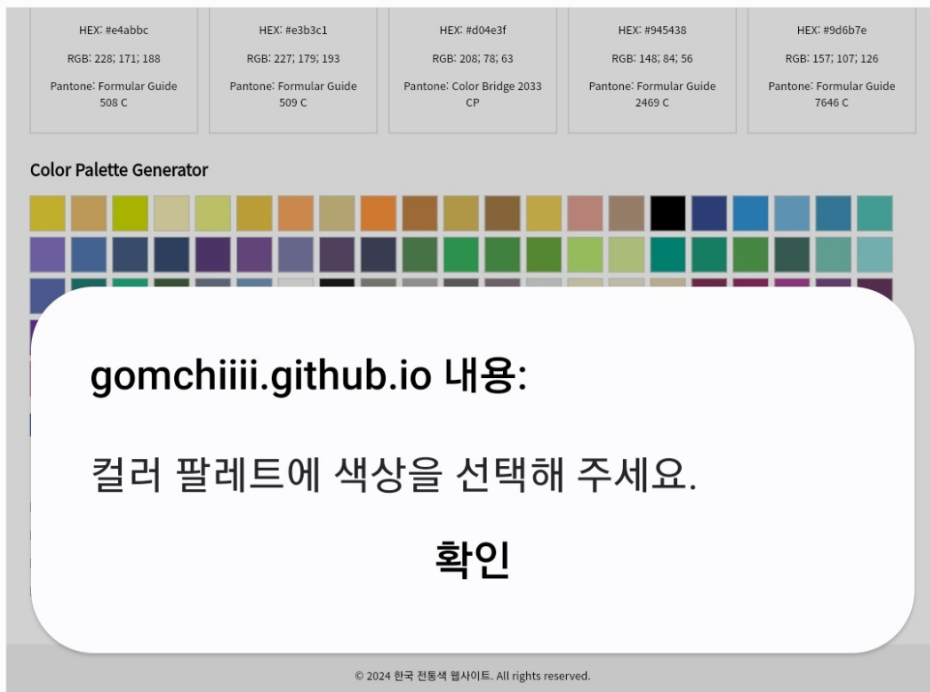 HEX: #e4abbc
RGB: 228; 171; 188
Pantone: Formular Guide
508 C
HEX: #e3b3c1
RGB: 227; 179; 193
Pantone: Formular Guide
509 C
HEX: #d04e3f
RGB: 208; 78; 63
Pantone: Color Bridge 2033
CP
HEX: #945438
RGB: 148; 84; 56
Pantone: Formular Guide
2469 C
HEX: #9d6b7e
RGB: 157; 107; 126
Pantone: Formular Guide
7646 C
Color Palette Generator
gomchiiii.github.io 내용:
컬러 팔레트에 색상을 선택해 주세요.
확인
© 2024 한국 전통색 웹사이트. All rights reserved.